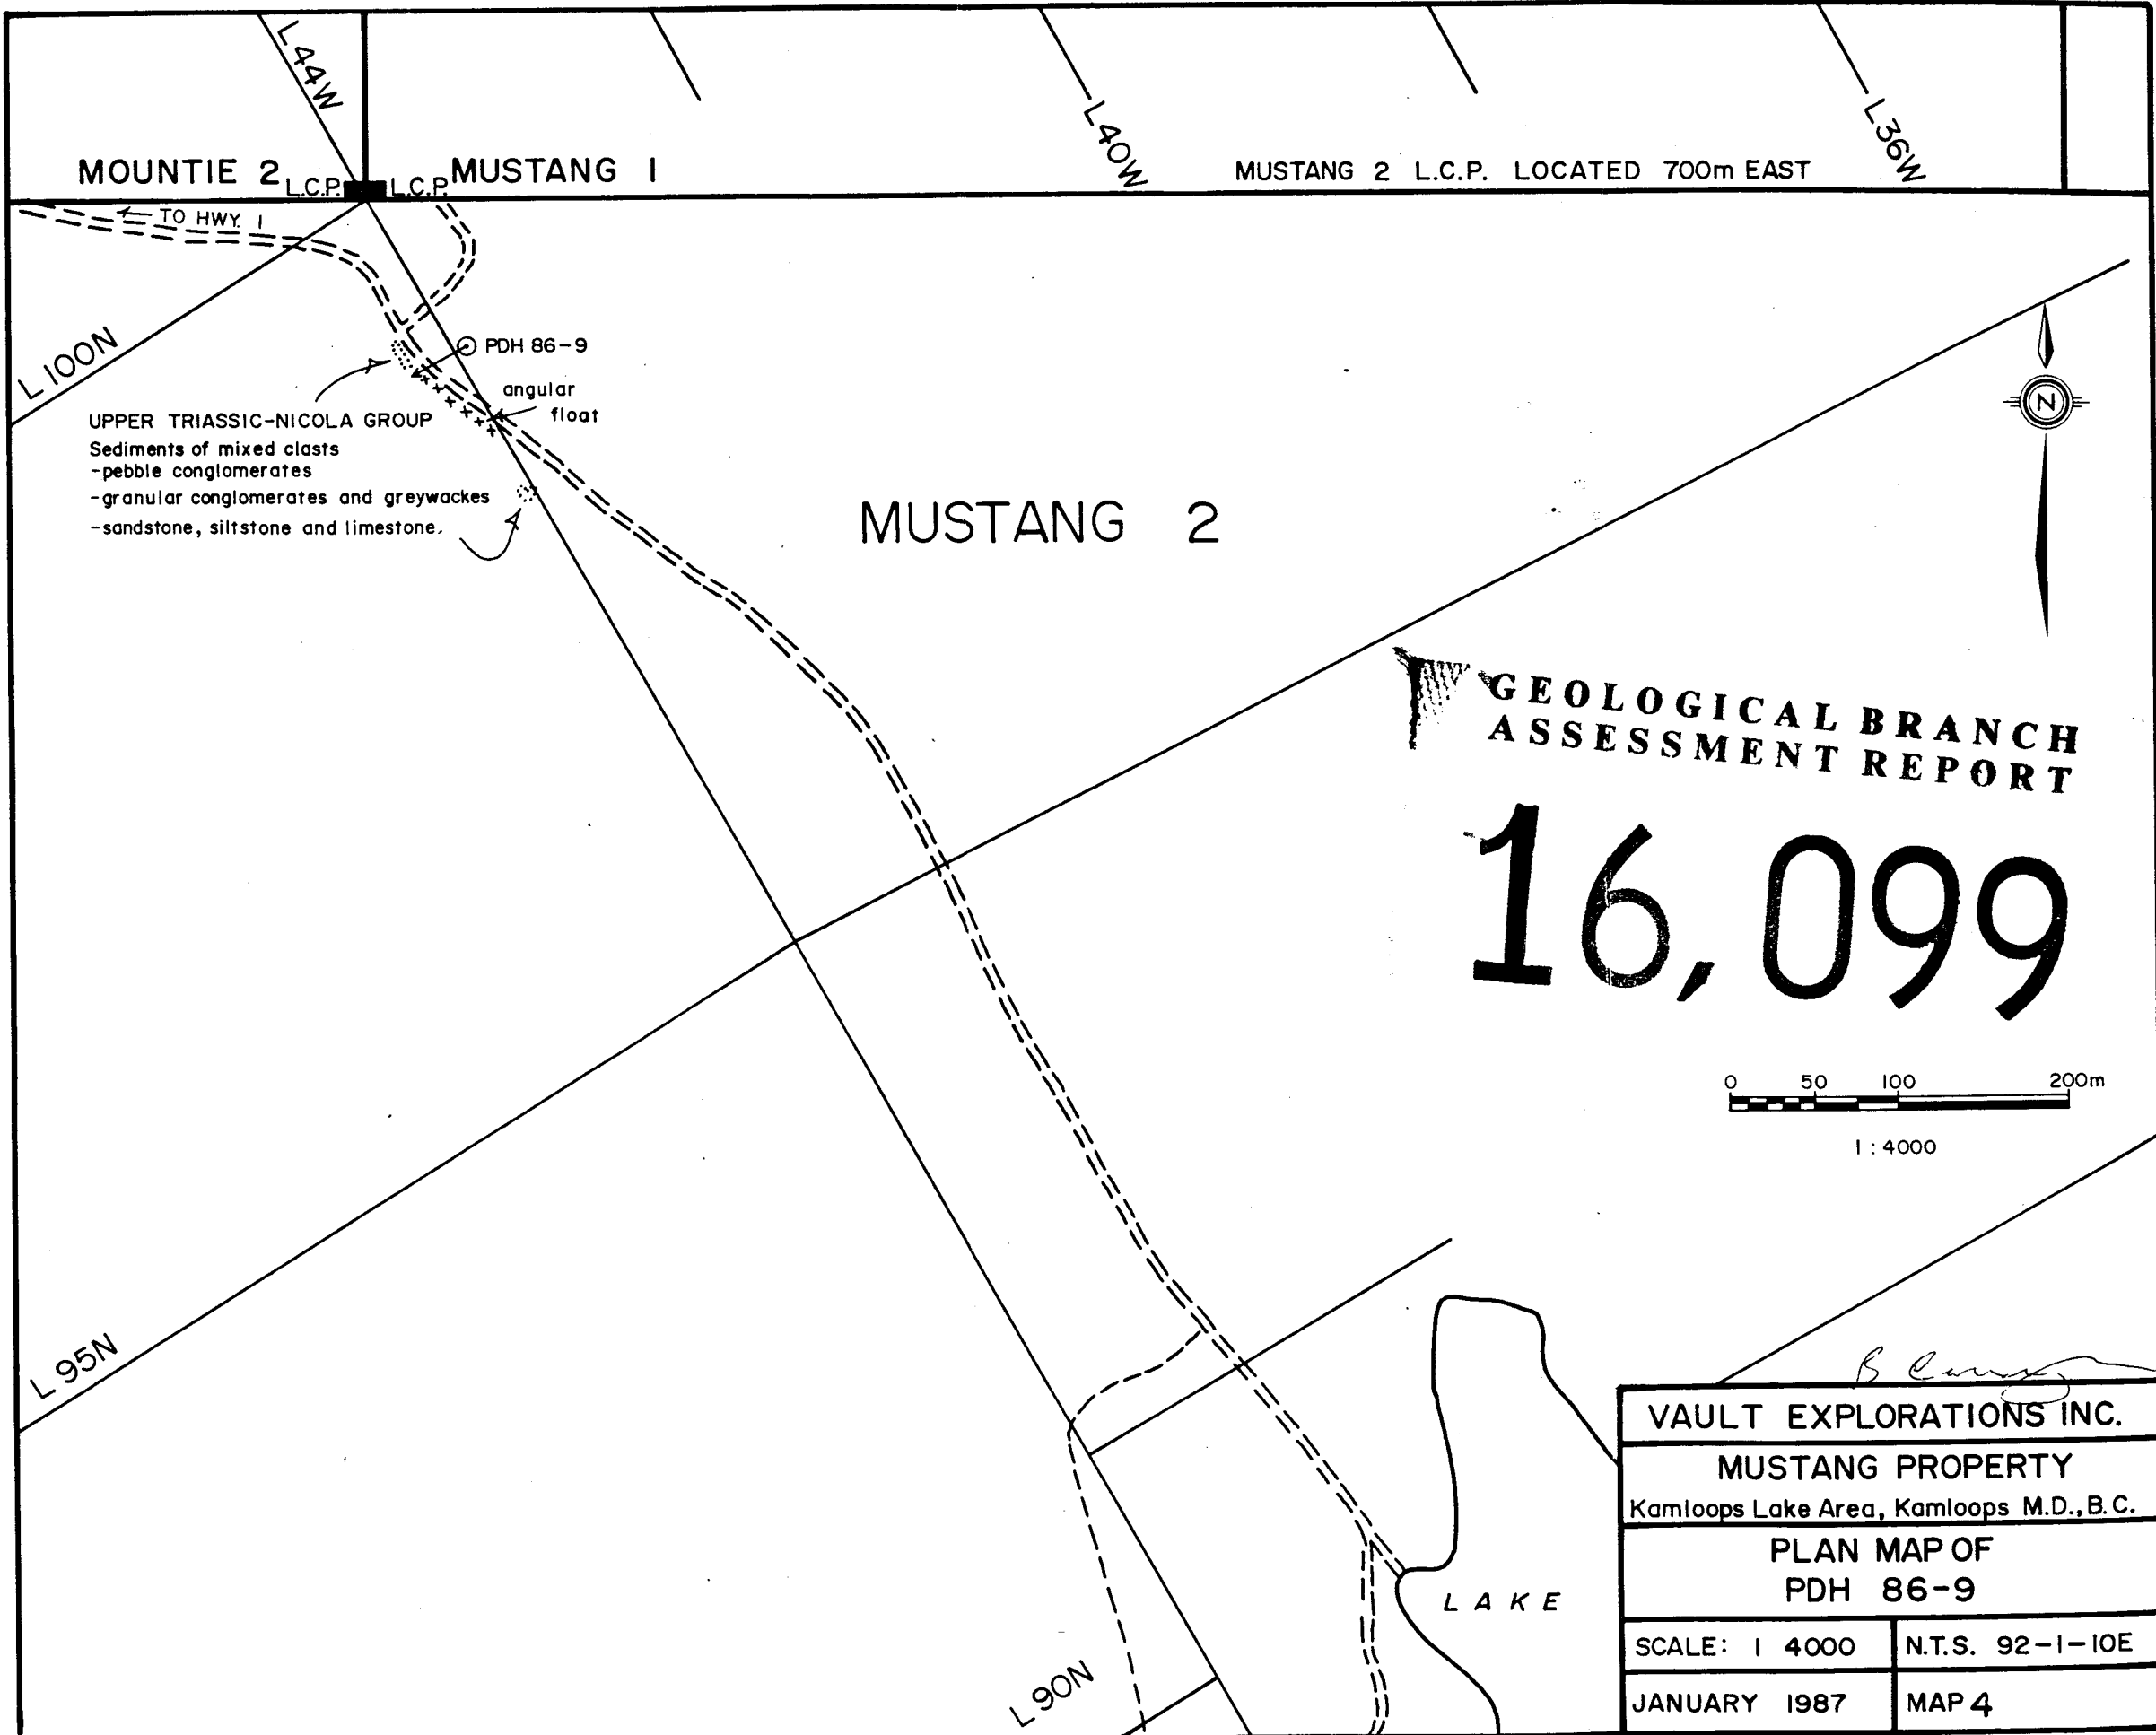 L44W
L40W
L36W
MOUNTIE 2 L.C.P. L.C.P. MUSTANG 1
MUSTANG 2 L.C.P. LOCATED 700m EAST
TO HWY. 1
L100N
PDH 86-9
angular
float
UPPER TRIASSIC-NICOLA GROUP
Sediments of mixed clasts
-pebble conglomerates
-granular conglomerates and greywackes
-sandstone, siltstone and limestone.
MUSTANG 2
N
GEOLOGICAL BRANCH
ASSESSMENT REPORT
16,099
0 50 100 200m
1:4000
L95N
L90N
LAKE
VAULT EXPLORATIONS INC.
MUSTANG PROPERTY
Kamloops Lake Area, Kamloops M.D., B.C.
PLAN MAP OF
PDH 86-9
SCALE: 1 4000
N.T.S. 92-1-10E
JANUARY 1987
MAP 4